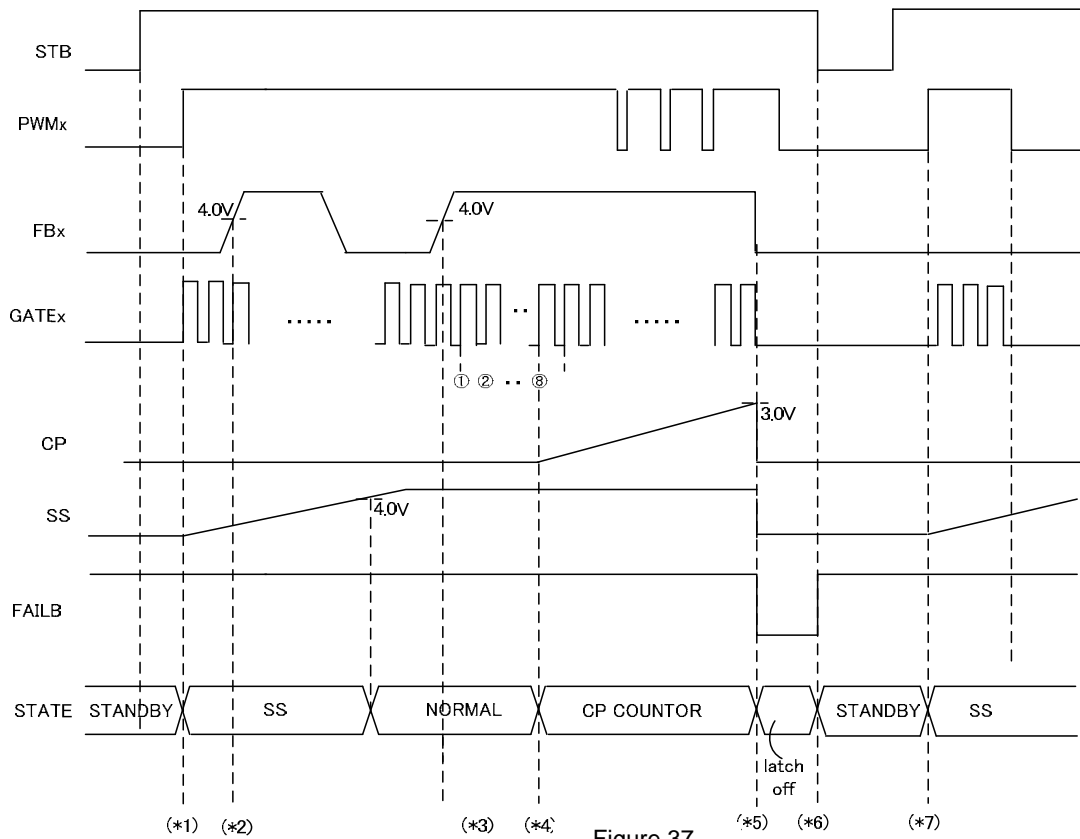 STB
PWMx
4.0V
4.0V
FBx
GATEx
.....
..
.....
① ② .. ⑧
3.0V
CP
SS
4.0V
FAILB
STATE STANDBY SS NORMAL CP COUNTOR STANDBY SS
latch
off
(*1) (*2) (*3) (*4) (*5) (*6) (*7)
Figure 37